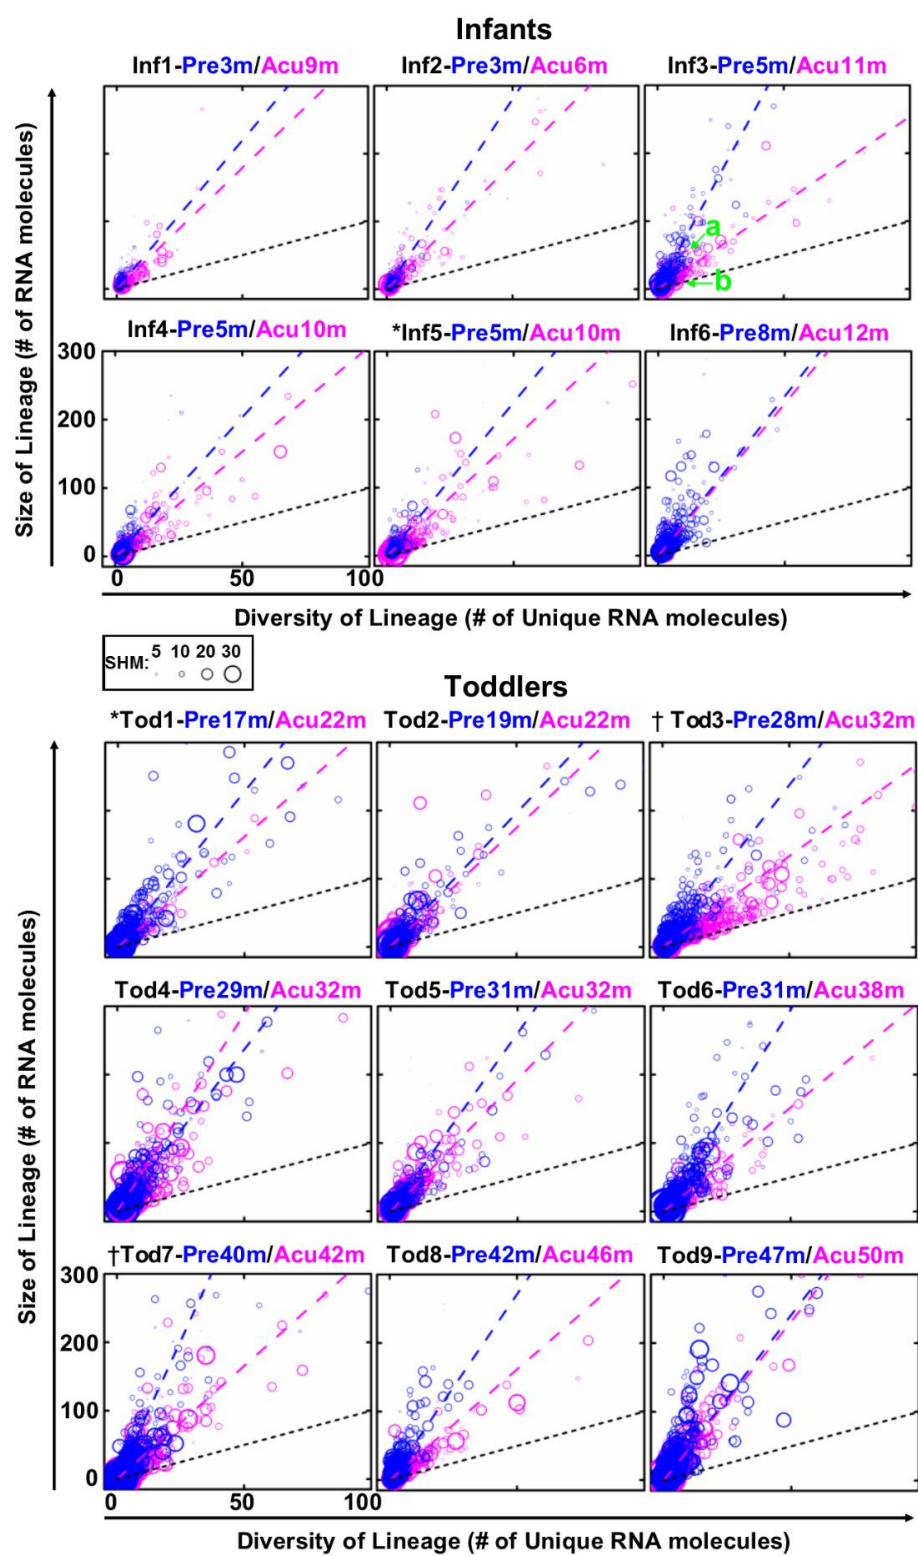 Infants
Inf1-Pre3m/Acu9m Inf2-Pre3m/Acu6m Inf3-Pre5m/Acu11m
a
b
Inf4-Pre5m/Acu10m *Inf5-Pre5m/Acu10m Inf6-Pre8m/Acu12m
Size of Lineage (# of RNA molecules)
300
200
100
0
0 50 100
Diversity of Lineage (# of Unique RNA molecules)
SHM: 5 10 20 30
Toddlers
*Tod1-Pre17m/Acu22m Tod2-Pre19m/Acu22m † Tod3-Pre28m/Acu32m
Tod4-Pre29m/Acu32m Tod5-Pre31m/Acu32m Tod6-Pre31m/Acu38m
†Tod7-Pre40m/Acu42m Tod8-Pre42m/Acu46m Tod9-Pre47m/Acu50m
Size of Lineage (# of RNA molecules)
300
200
100
0
0 50 100
Diversity of Lineage (# of Unique RNA molecules)